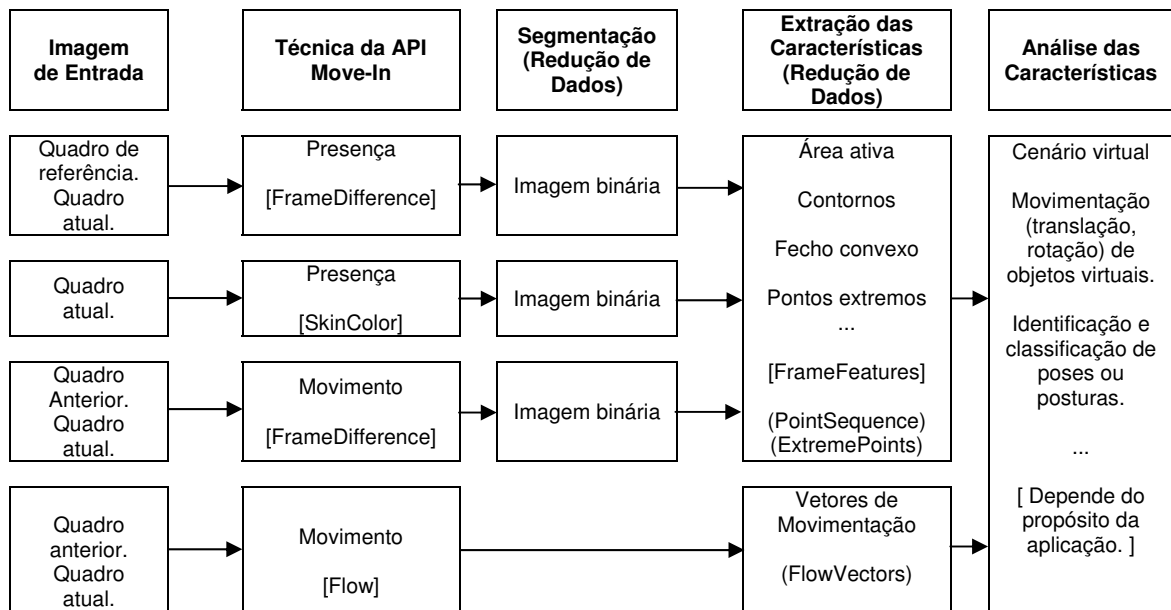 Imagem
de Entrada
Técnica da API
Move-In
Segmentação
(Redução de
Dados)
Extração das
Características
(Redução de
Dados)
Análise das
Características
Quadro de
referência.
Quadro
atual.
Presença
[FrameDifference]
Imagem binária
Quadro
atual.
Presença
[SkinColor]
Imagem binária
Quadro
Anterior.
Quadro
atual.
Movimento
[FrameDifference]
Imagem binária
Área ativa
Contornos
Fecho convexo
Pontos extremos
...
[FrameFeatures]
(PointSequence)
(ExtremePoints)
Quadro
anterior.
Quadro
atual.
Movimento
[Flow]
Vetores de
Movimentação
(FlowVectors)
Cenário virtual
Movimentação
(translação,
rotação) de
objetos virtuais.
Identificação e
classificação de
poses ou
posturas.
...
[ Depende do
propósito da
aplicação. ]